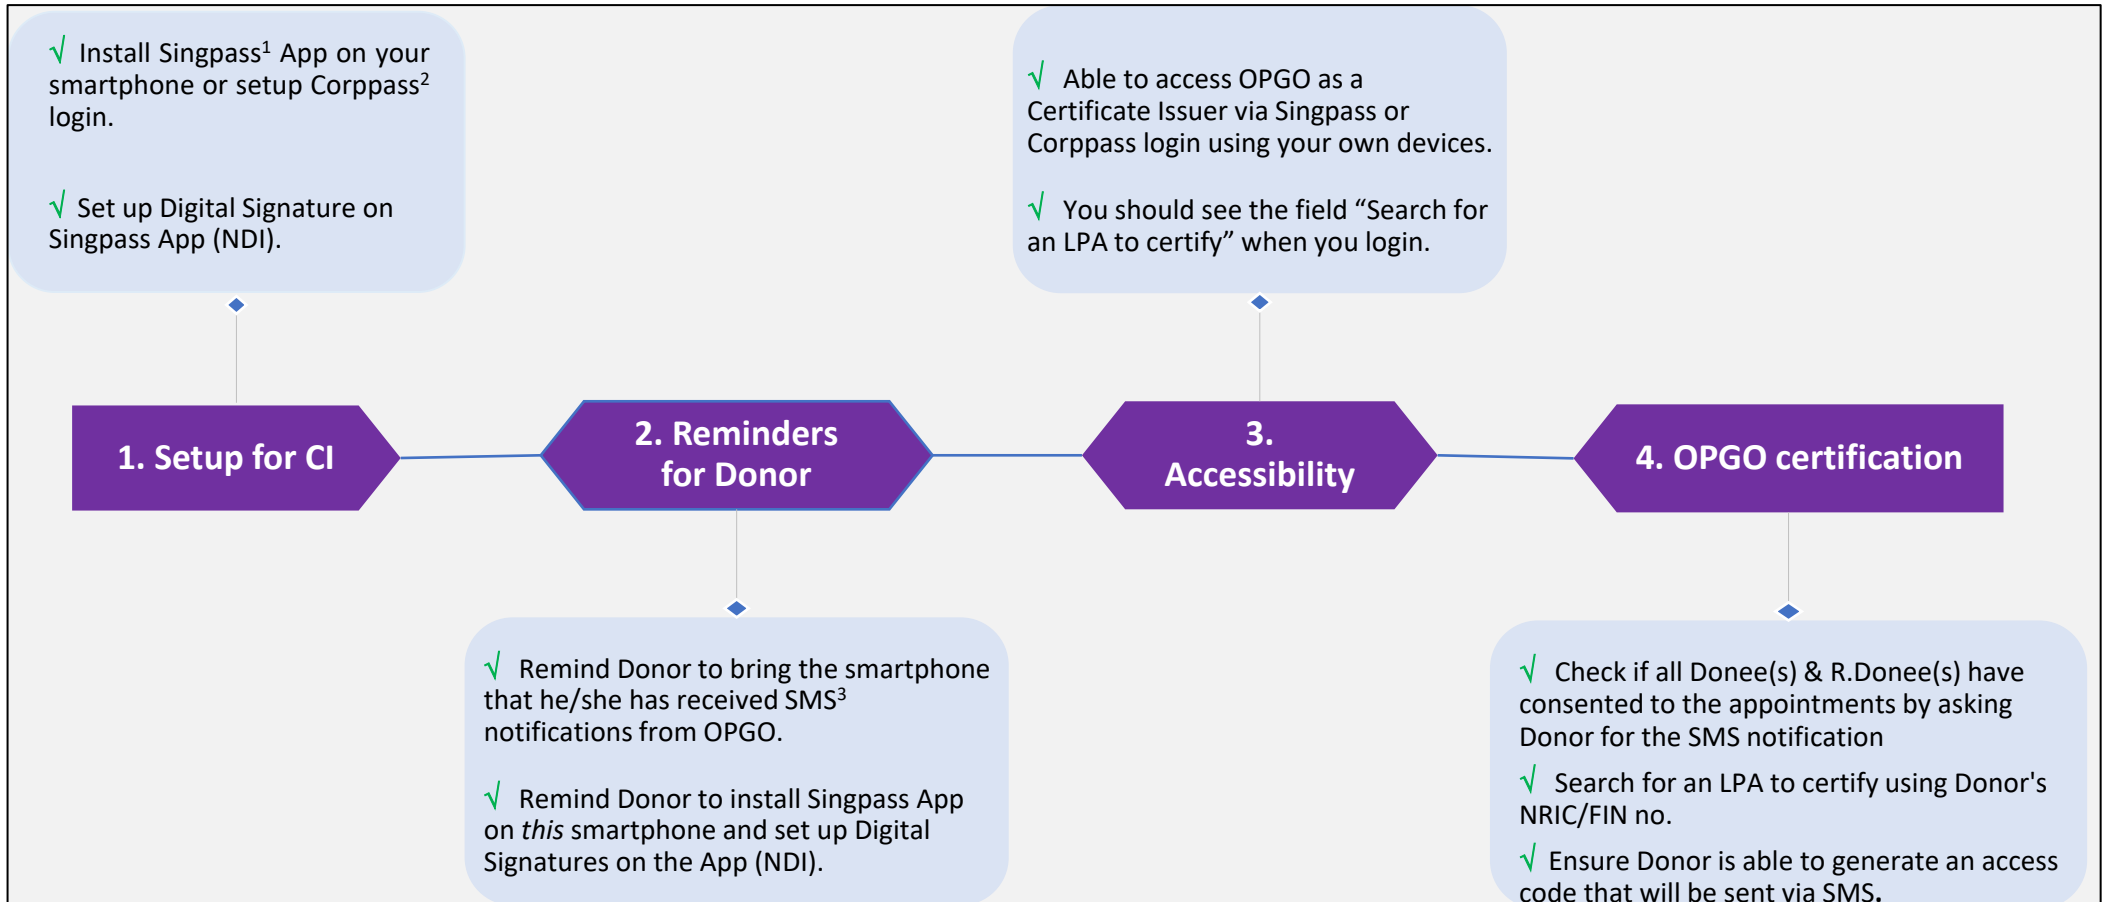 √ Install Singpass¹ App on your
smartphone or setup Corppass²
login.
√ Set up Digital Signature on
Singpass App (NDI).
√ Able to access OPGO as a
Certificate Issuer via Singpass or
Corppass login using your own devices.
√ You should see the field “Search for
an LPA to certify” when you login.
1. Setup for CI
2. Reminders
for Donor
3.
Accessibility
4. OPGO certification
√ Remind Donor to bring the smartphone
that he/she has received SMS³
notifications from OPGO.
√ Remind Donor to install Singpass App
on this smartphone and set up Digital
Signatures on the App (NDI).
√ Check if all Donee(s) & R.Donee(s) have
consented to the appointments by asking
Donor for the SMS notification
√ Search for an LPA to certify using Donor's
NRIC/FIN no.
√ Ensure Donor is able to generate an access
code that will be sent via SMS.